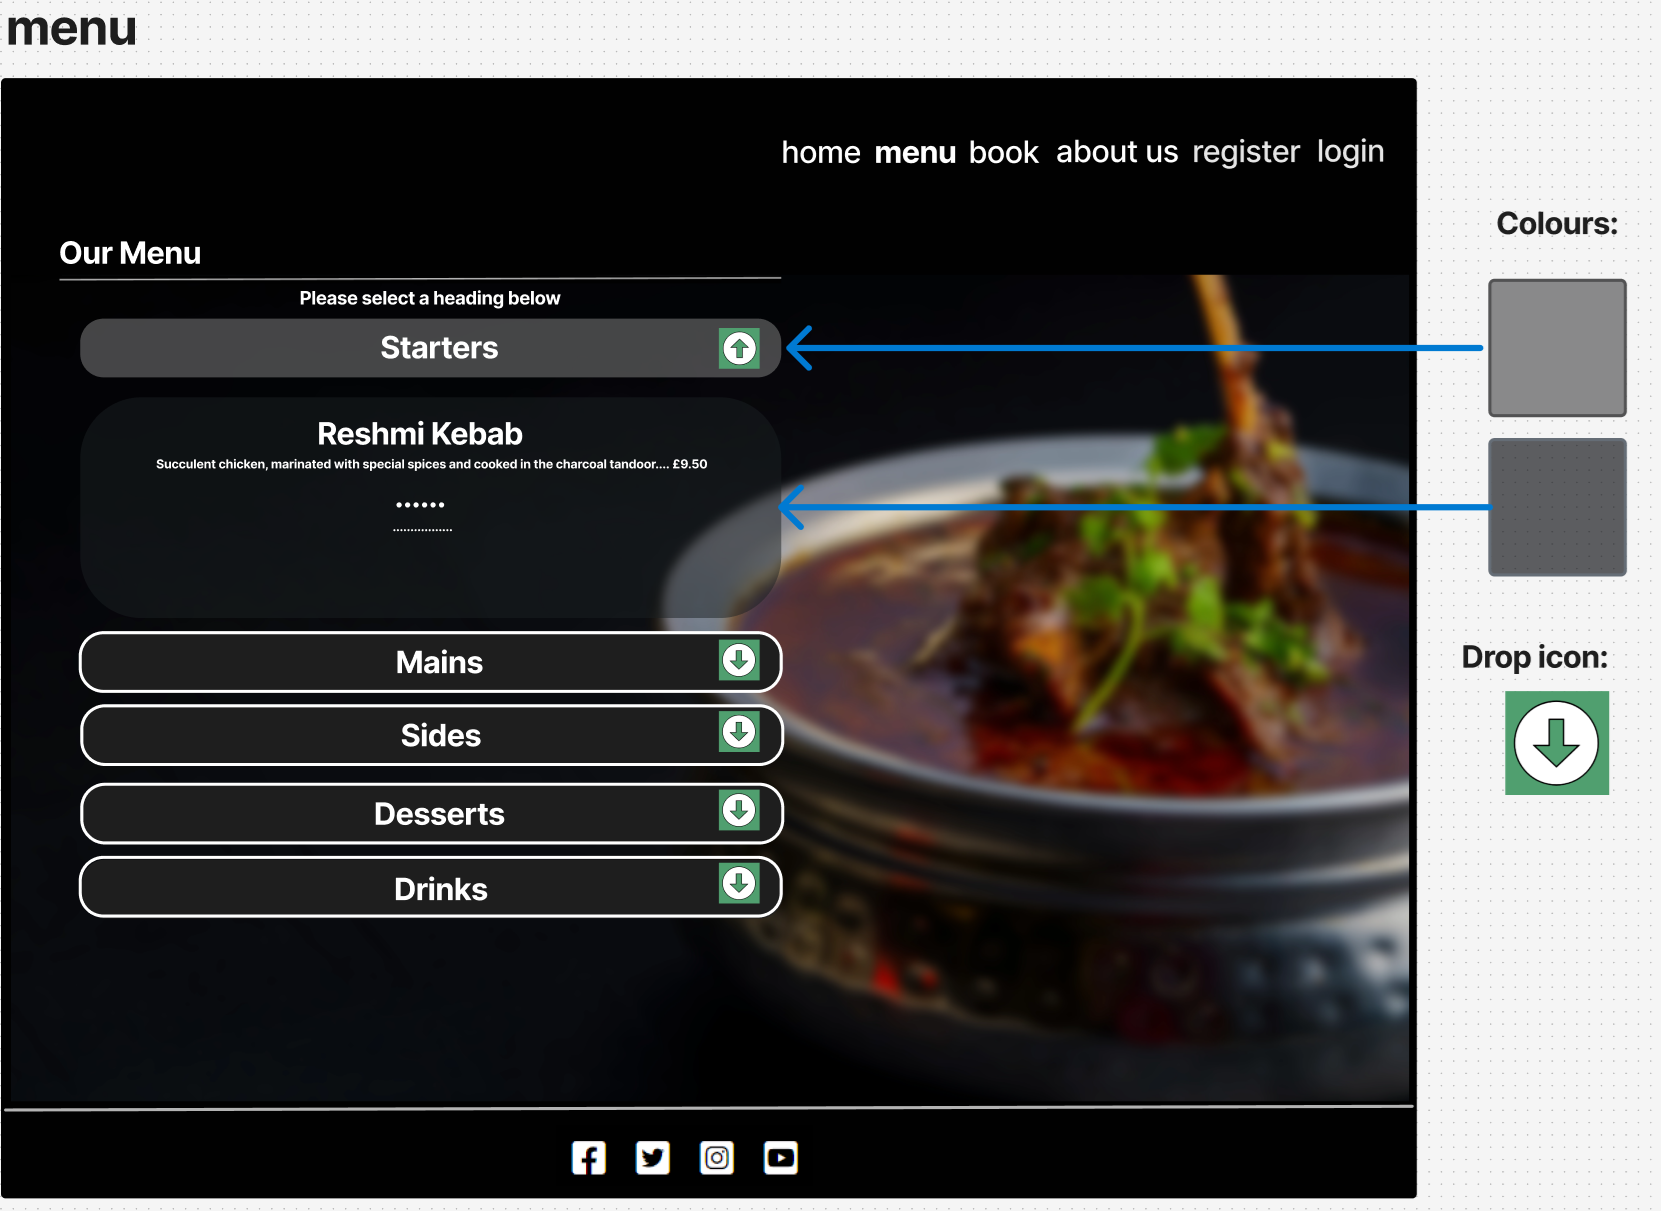 menu
home menu book about us register login
Colours:
Our Menu
Please select a heading below
Starters
Reshmi Kebab
Succulent chicken, marinated with special spices and cooked in the charcoal tandoor.... £9.50
......
.................
Mains
Drop icon:
Sides
Desserts
Drinks